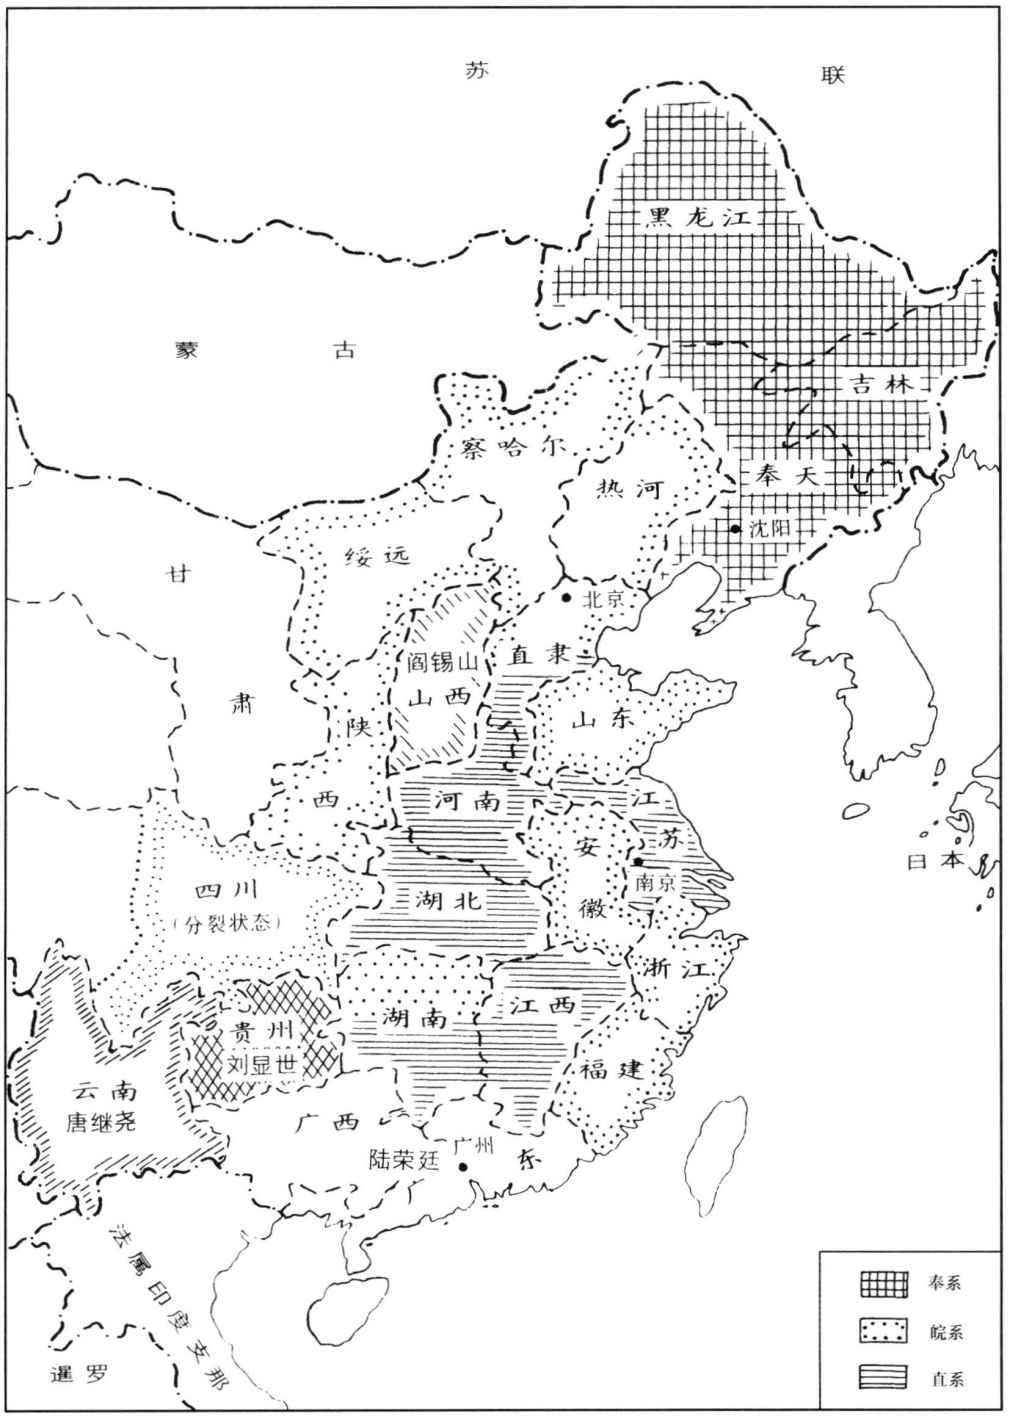 苏 联
黑龙江
蒙 古
吉林
察哈尔
奉天
热河
沈阳
绥远
甘
北京
直隶
阎锡山
山西
肃
陕
山东
西
河南
江
苏
安
日本
南京
四川
(分裂状态)
湖北
徽
浙江
江西
湖南
贵州
刘显世
福建
云南
唐继尧
广西
广州
陆荣廷
东
广
法属印度支那
暹罗
奉系
皖系
直系